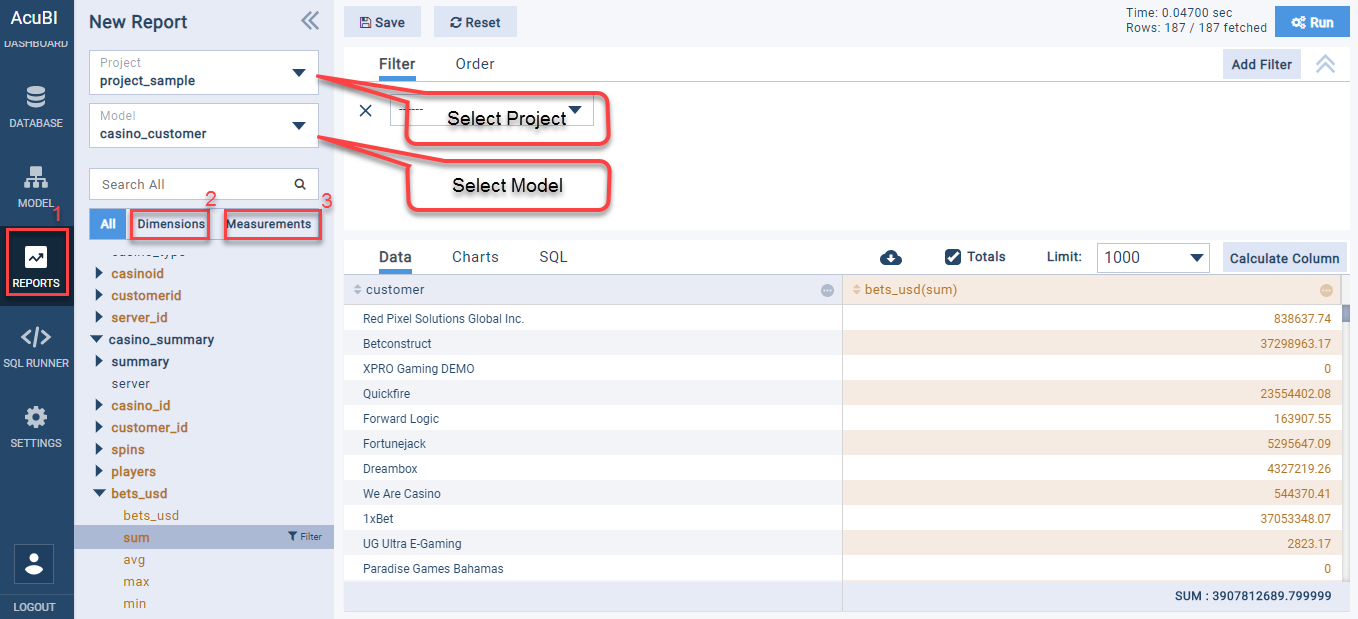 AcuBI
DASHBOARD
DATABASE
MODEL
1
REPORTS
SQL RUNNER
SETTINGS
LOGOUT
New Report
Project
project_sample
Model
casino_customer
Search All
2
3
All
Dimensions
Measurements
casino_type
casinoid
customerid
server_id
casino_summary
summary
server
casino_id
customer_id
spins
players
bets_usd
bets_usd
sum
Filter
avg
max
min
Save
Reset
Time: 0.04700 sec
Rows: 187 / 187 fetched
Run
Filter
Order
Add Filter
------
Select Project
Select Model
Data
Charts
SQL
Totals
Limit:
1000
Calculate Column
customer
bets_usd(sum)
Red Pixel Solutions Global Inc.
838637.74
Betconstruct
37298963.17
XPRO Gaming DEMO
0
Quickfire
23554402.08
Forward Logic
163907.55
Fortunejack
5295647.09
Dreambox
4327219.26
We Are Casino
544370.41
1xBet
37053348.07
UG Ultra E-Gaming
2823.17
Paradise Games Bahamas
0
SUM : 3907812689.799999